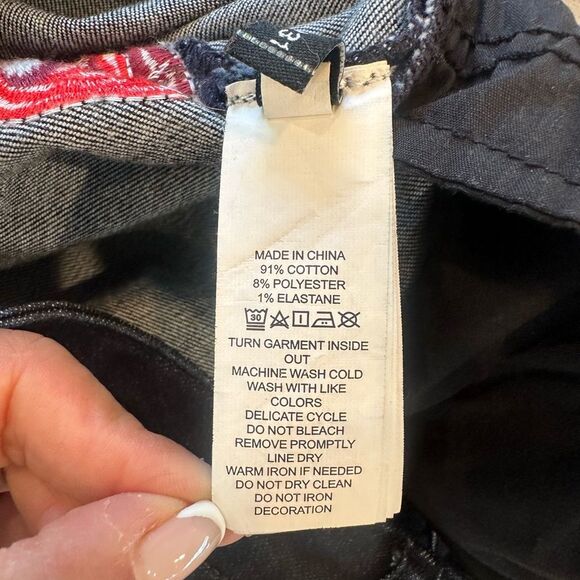 MADE IN CHINA
91% COTTON
8% POLYESTER
1% ELASTANE
30
TURN GARMENT INSIDE
OUT
MACHINE WASH COLD
WASH WITH LIKE
COLORS
DELICATE CYCLE
DO NOT BLEACH
REMOVE PROMPTLY
LINE DRY
WARM IRON IF NEEDED
DO NOT DRY CLEAN
DO NOT IRON
DECORATION